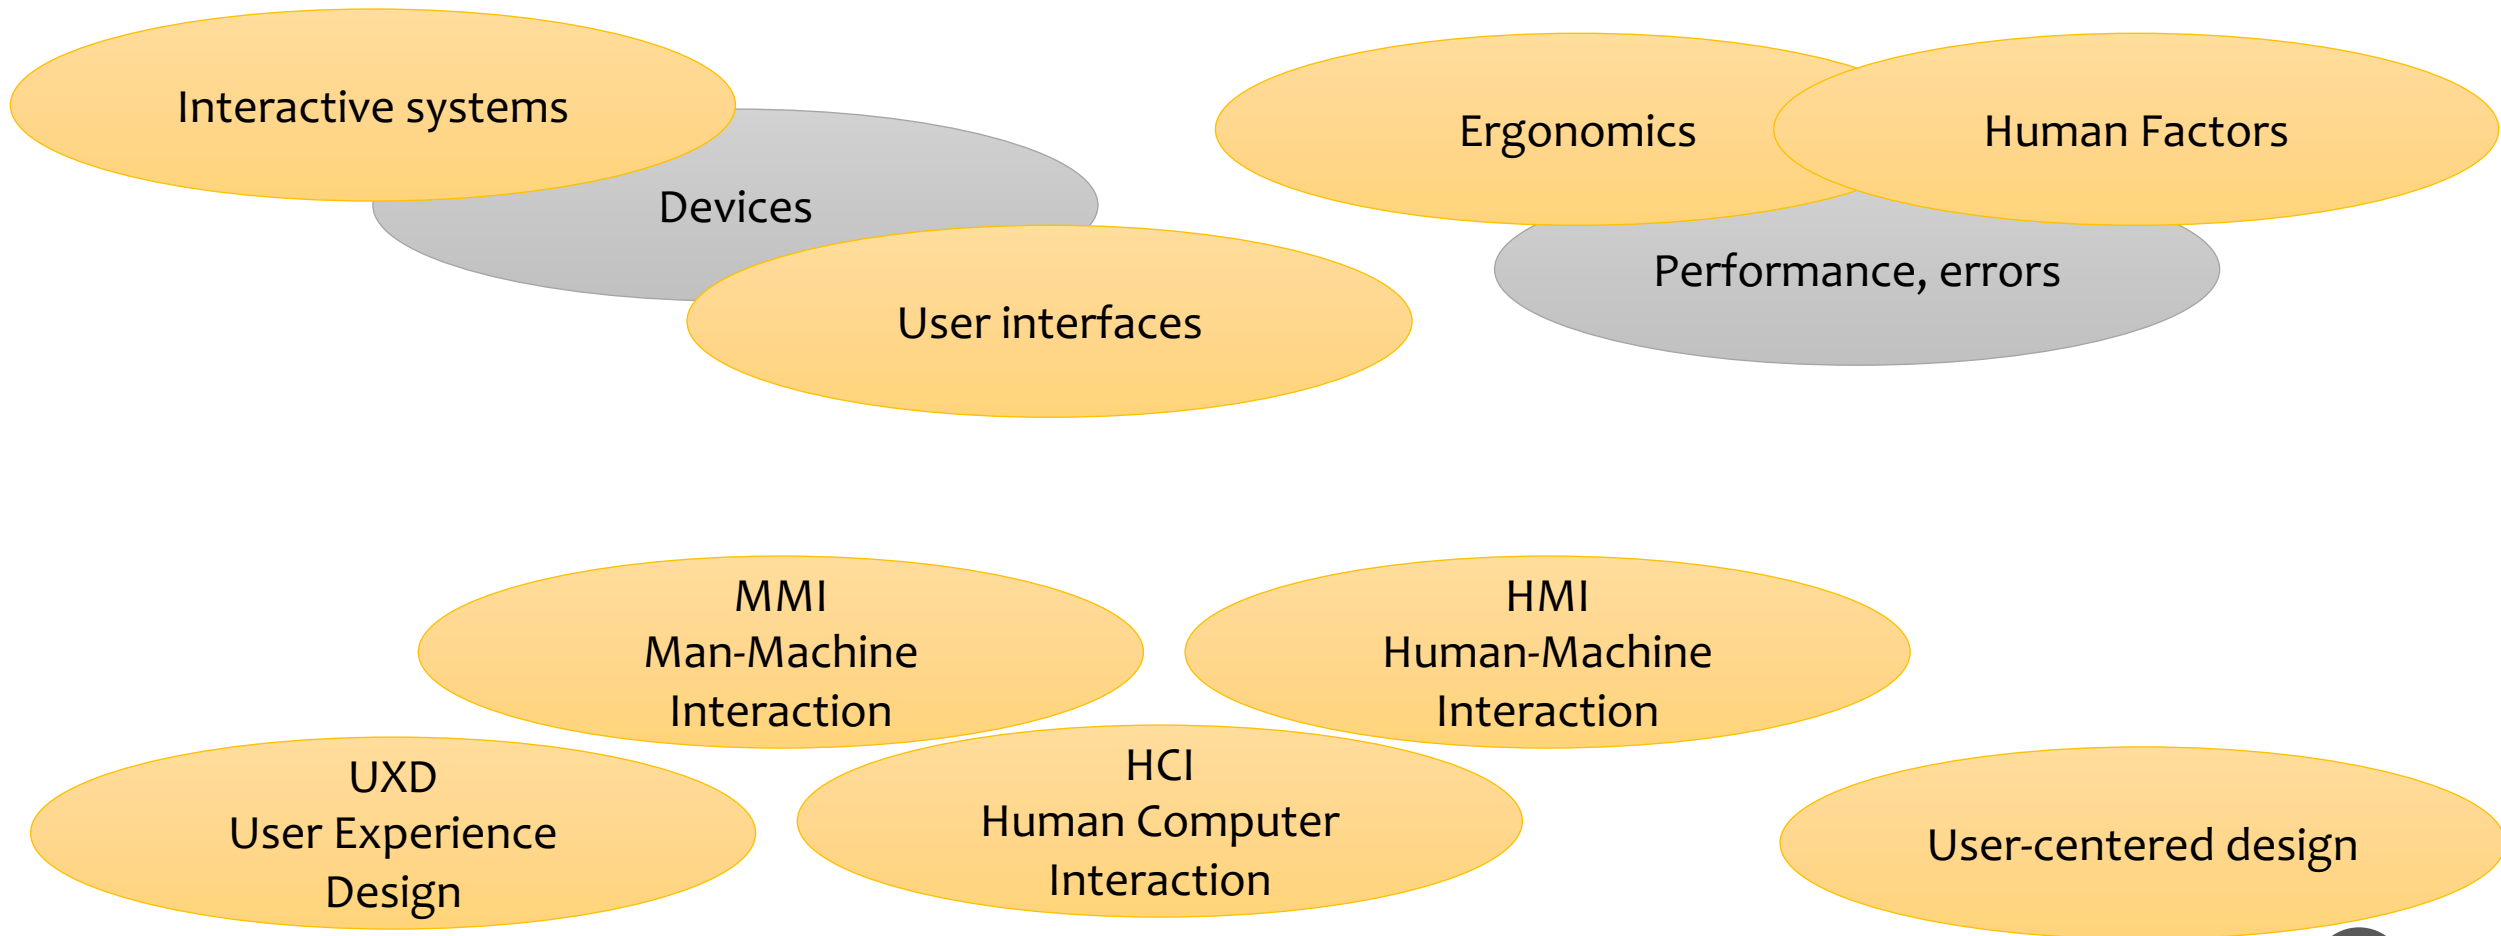 Interactive systems
Devices
User interfaces
Ergonomics
Human Factors
Performance, errors
MMI
Man-Machine
Interaction
HMI
Human-Machine
Interaction
UXD
User Experience
Design
HCI
Human Computer
Interaction
User-centered design